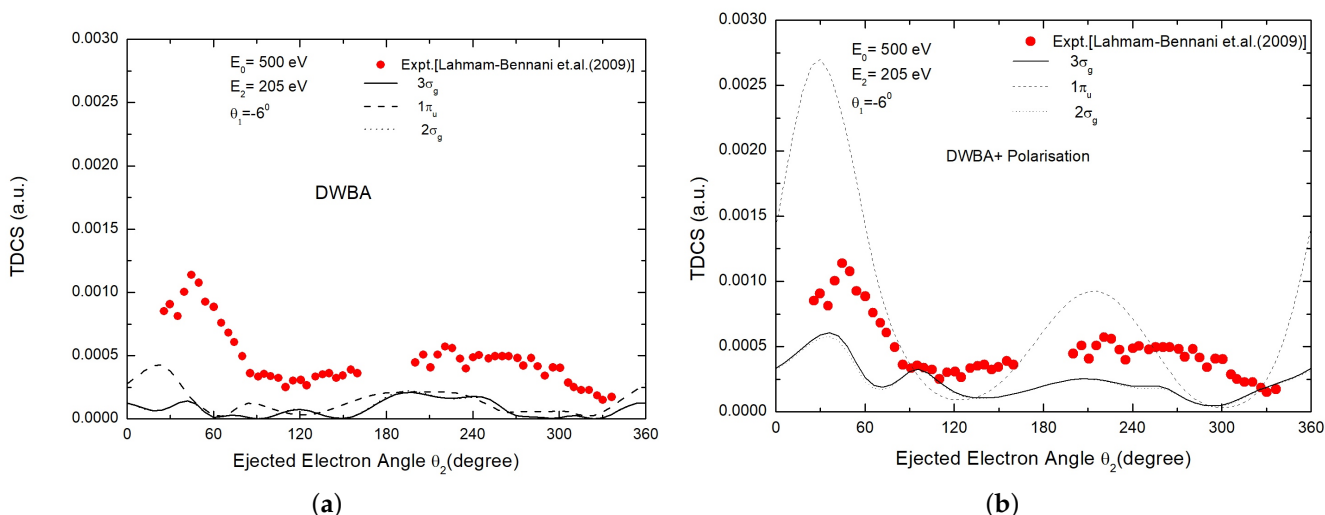 0.0030
0.0025
0.0020
0.0015
0.0010
0.0005
0.0000
TDCS (a.u.)
E₀= 500 eV
E₂= 205 eV
θ₁=-6⁰
Expt.[Lahmam-Bennani et.al.(2009)]
3σg
1πu
2σg
DWBA
0 60 120 180 240 300 360
Ejected Electron Angle θ₂(degree)
(a)
0.0030
0.0025
0.0020
0.0015
0.0010
0.0005
0.0000
TDCS (a.u.)
E₀= 500 eV
E₂= 205 eV
θ₁=-6⁰
Expt.[Lahmam-Bennani et.al.(2009)]
3σg
1πu
2σg
DWBA+ Polarisation
0 60 120 180 240 300 360
Ejected Electron Angle θ₂(degree)
(b)